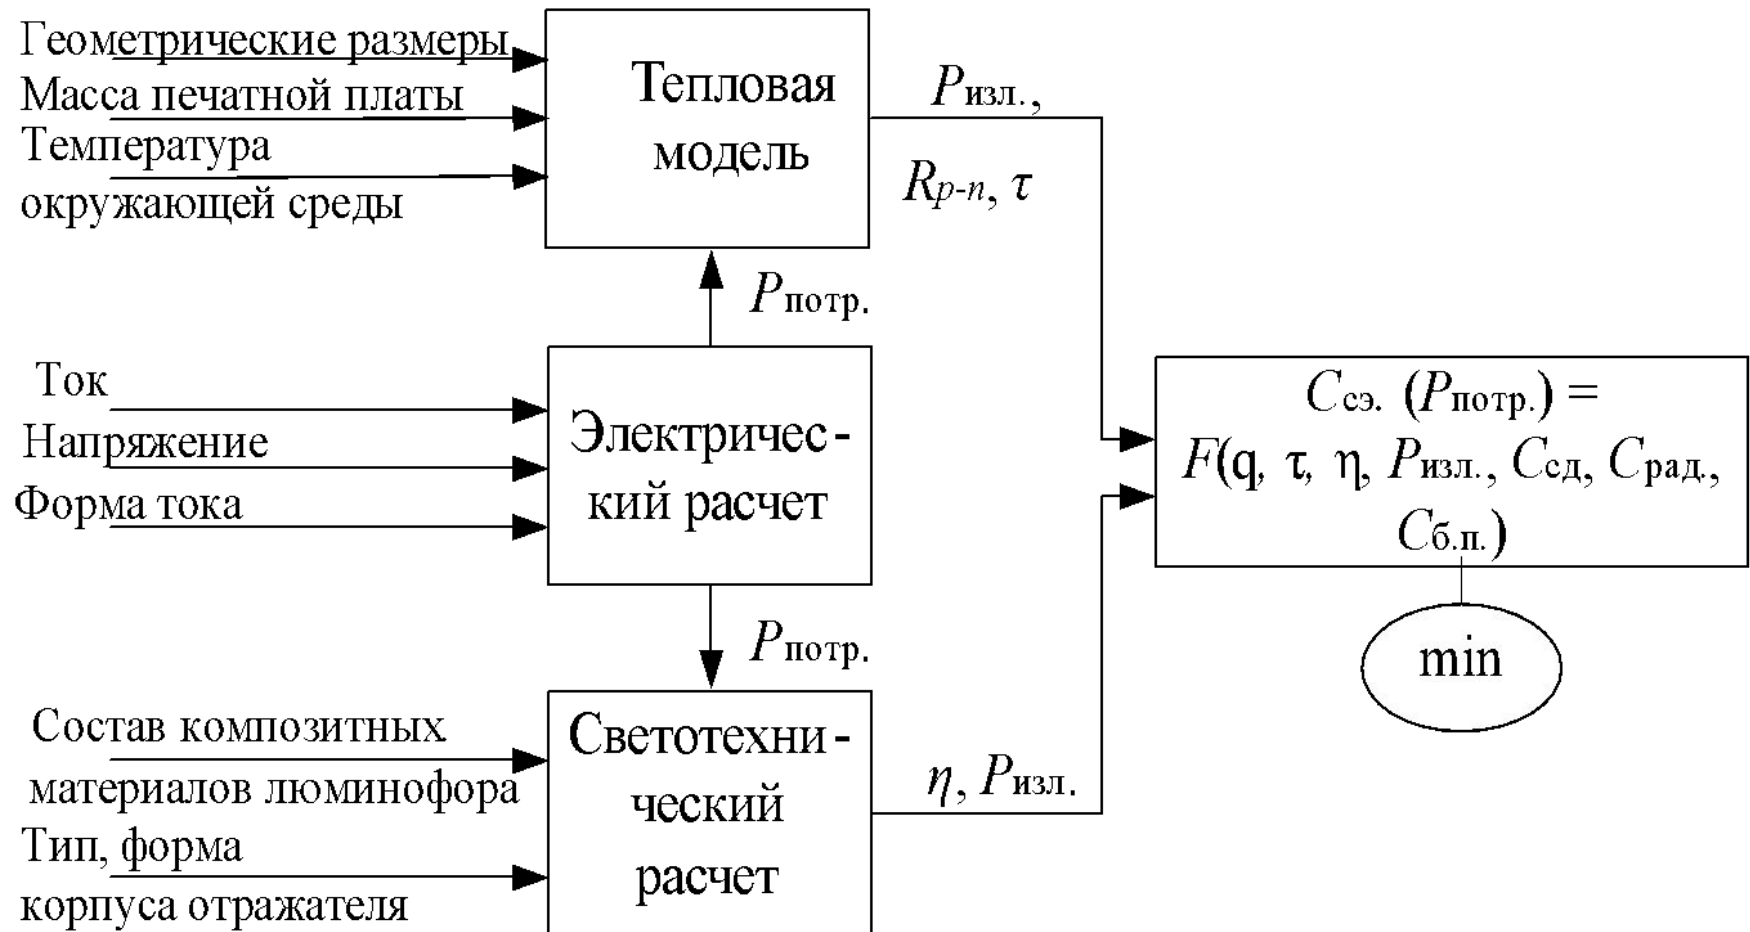 Геометрические размеры
Масса печатной платы
Температура
окружающей среды
Тепловая
модель
Pизл.,
Rp-n, τ
Pпотр.
Ток
Напряжение
Форма тока
Электричес-
кий расчет
Cсэ. (Pпотр.) =
F(q, τ, η, Pизл., Cсд, Cрад.,
Cб.п.)
min
Pпотр.
Состав композитных
материалов люминофора
Тип, форма
корпуса отражателя
Светотехни-
ческий
расчет
η, Pизл.